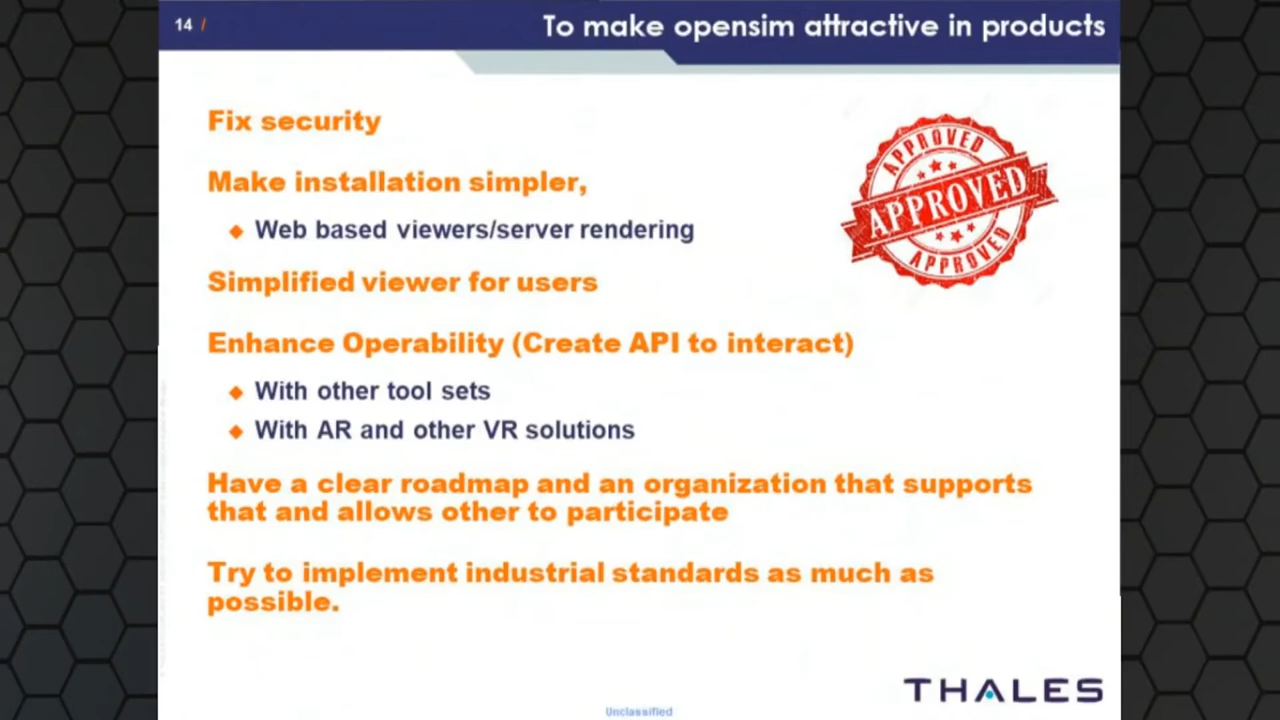 14 /
To make opensim attractive in products
Fix security
Make installation simpler,
Web based viewers/server rendering
Simplified viewer for users
Enhance Operability (Create API to interact)
With other tool sets
With AR and other VR solutions
Have a clear roadmap and an organization that supports
that and allows other to participate
Try to implement industrial standards as much as
possible.
APPROVED
APPROVED
APPROVED
THALES
Unclassified